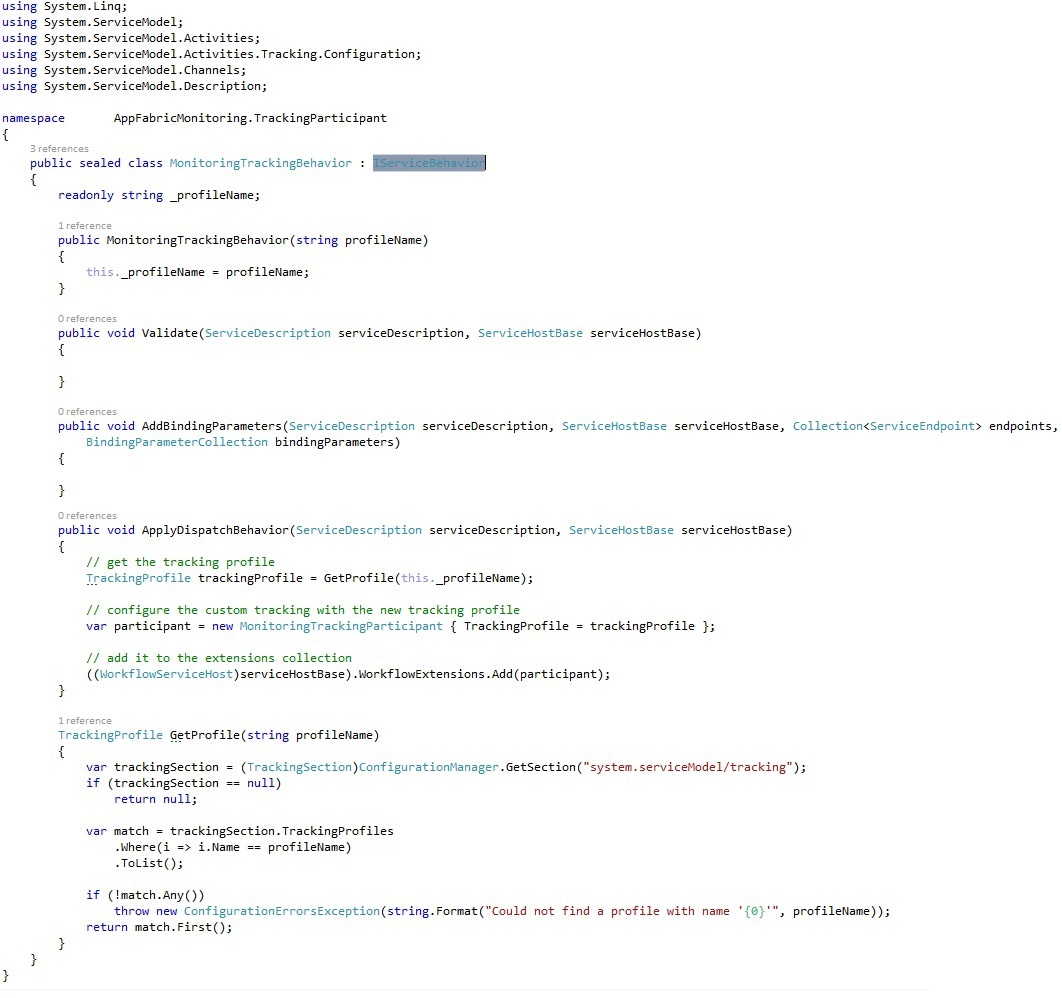 using System.Linq;
using System.ServiceModel;
using System.ServiceModel.Activities;
using System.ServiceModel.Activities.Tracking.Configuration;
using System.ServiceModel.Channels;
using System.ServiceModel.Description;
namespace AppFabricMonitoring.TrackingParticipant
{
3 references
public sealed class MonitoringTrackingBehavior : IServiceBehavior
{
readonly string _profileName;
1 reference
public MonitoringTrackingBehavior(string profileName)
{
this._profileName = profileName;
}
0 references
public void Validate(ServiceDescription serviceDescription, ServiceHostBase serviceHostBase)
{
}
0 references
public void AddBindingParameters(ServiceDescription serviceDescription, ServiceHostBase serviceHostBase, Collection<ServiceEndpoint> endpoints,
BindingParameterCollection bindingParameters)
{
}
0 references
public void ApplyDispatchBehavior(ServiceDescription serviceDescription, ServiceHostBase serviceHostBase)
{
// get the tracking profile
TrackingProfile trackingProfile = GetProfile(this._profileName);
// configure the custom tracking with the new tracking profile
var participant = new MonitoringTrackingParticipant { TrackingProfile = trackingProfile };
// add it to the extensions collection
((WorkflowServiceHost)serviceHostBase).WorkflowExtensions.Add(participant);
}
1 reference
TrackingProfile GetProfile(string profileName)
{
var trackingSection = (TrackingSection)ConfigurationManager.GetSection("system.serviceModel/tracking");
if (trackingSection == null)
return null;
var match = trackingSection.TrackingProfiles
.Where(i => i.Name == profileName)
.ToList();
if (!match.Any())
throw new ConfigurationErrorsException(string.Format("Could not find a profile with name '{0}'", profileName));
return match.First();
}
}
}